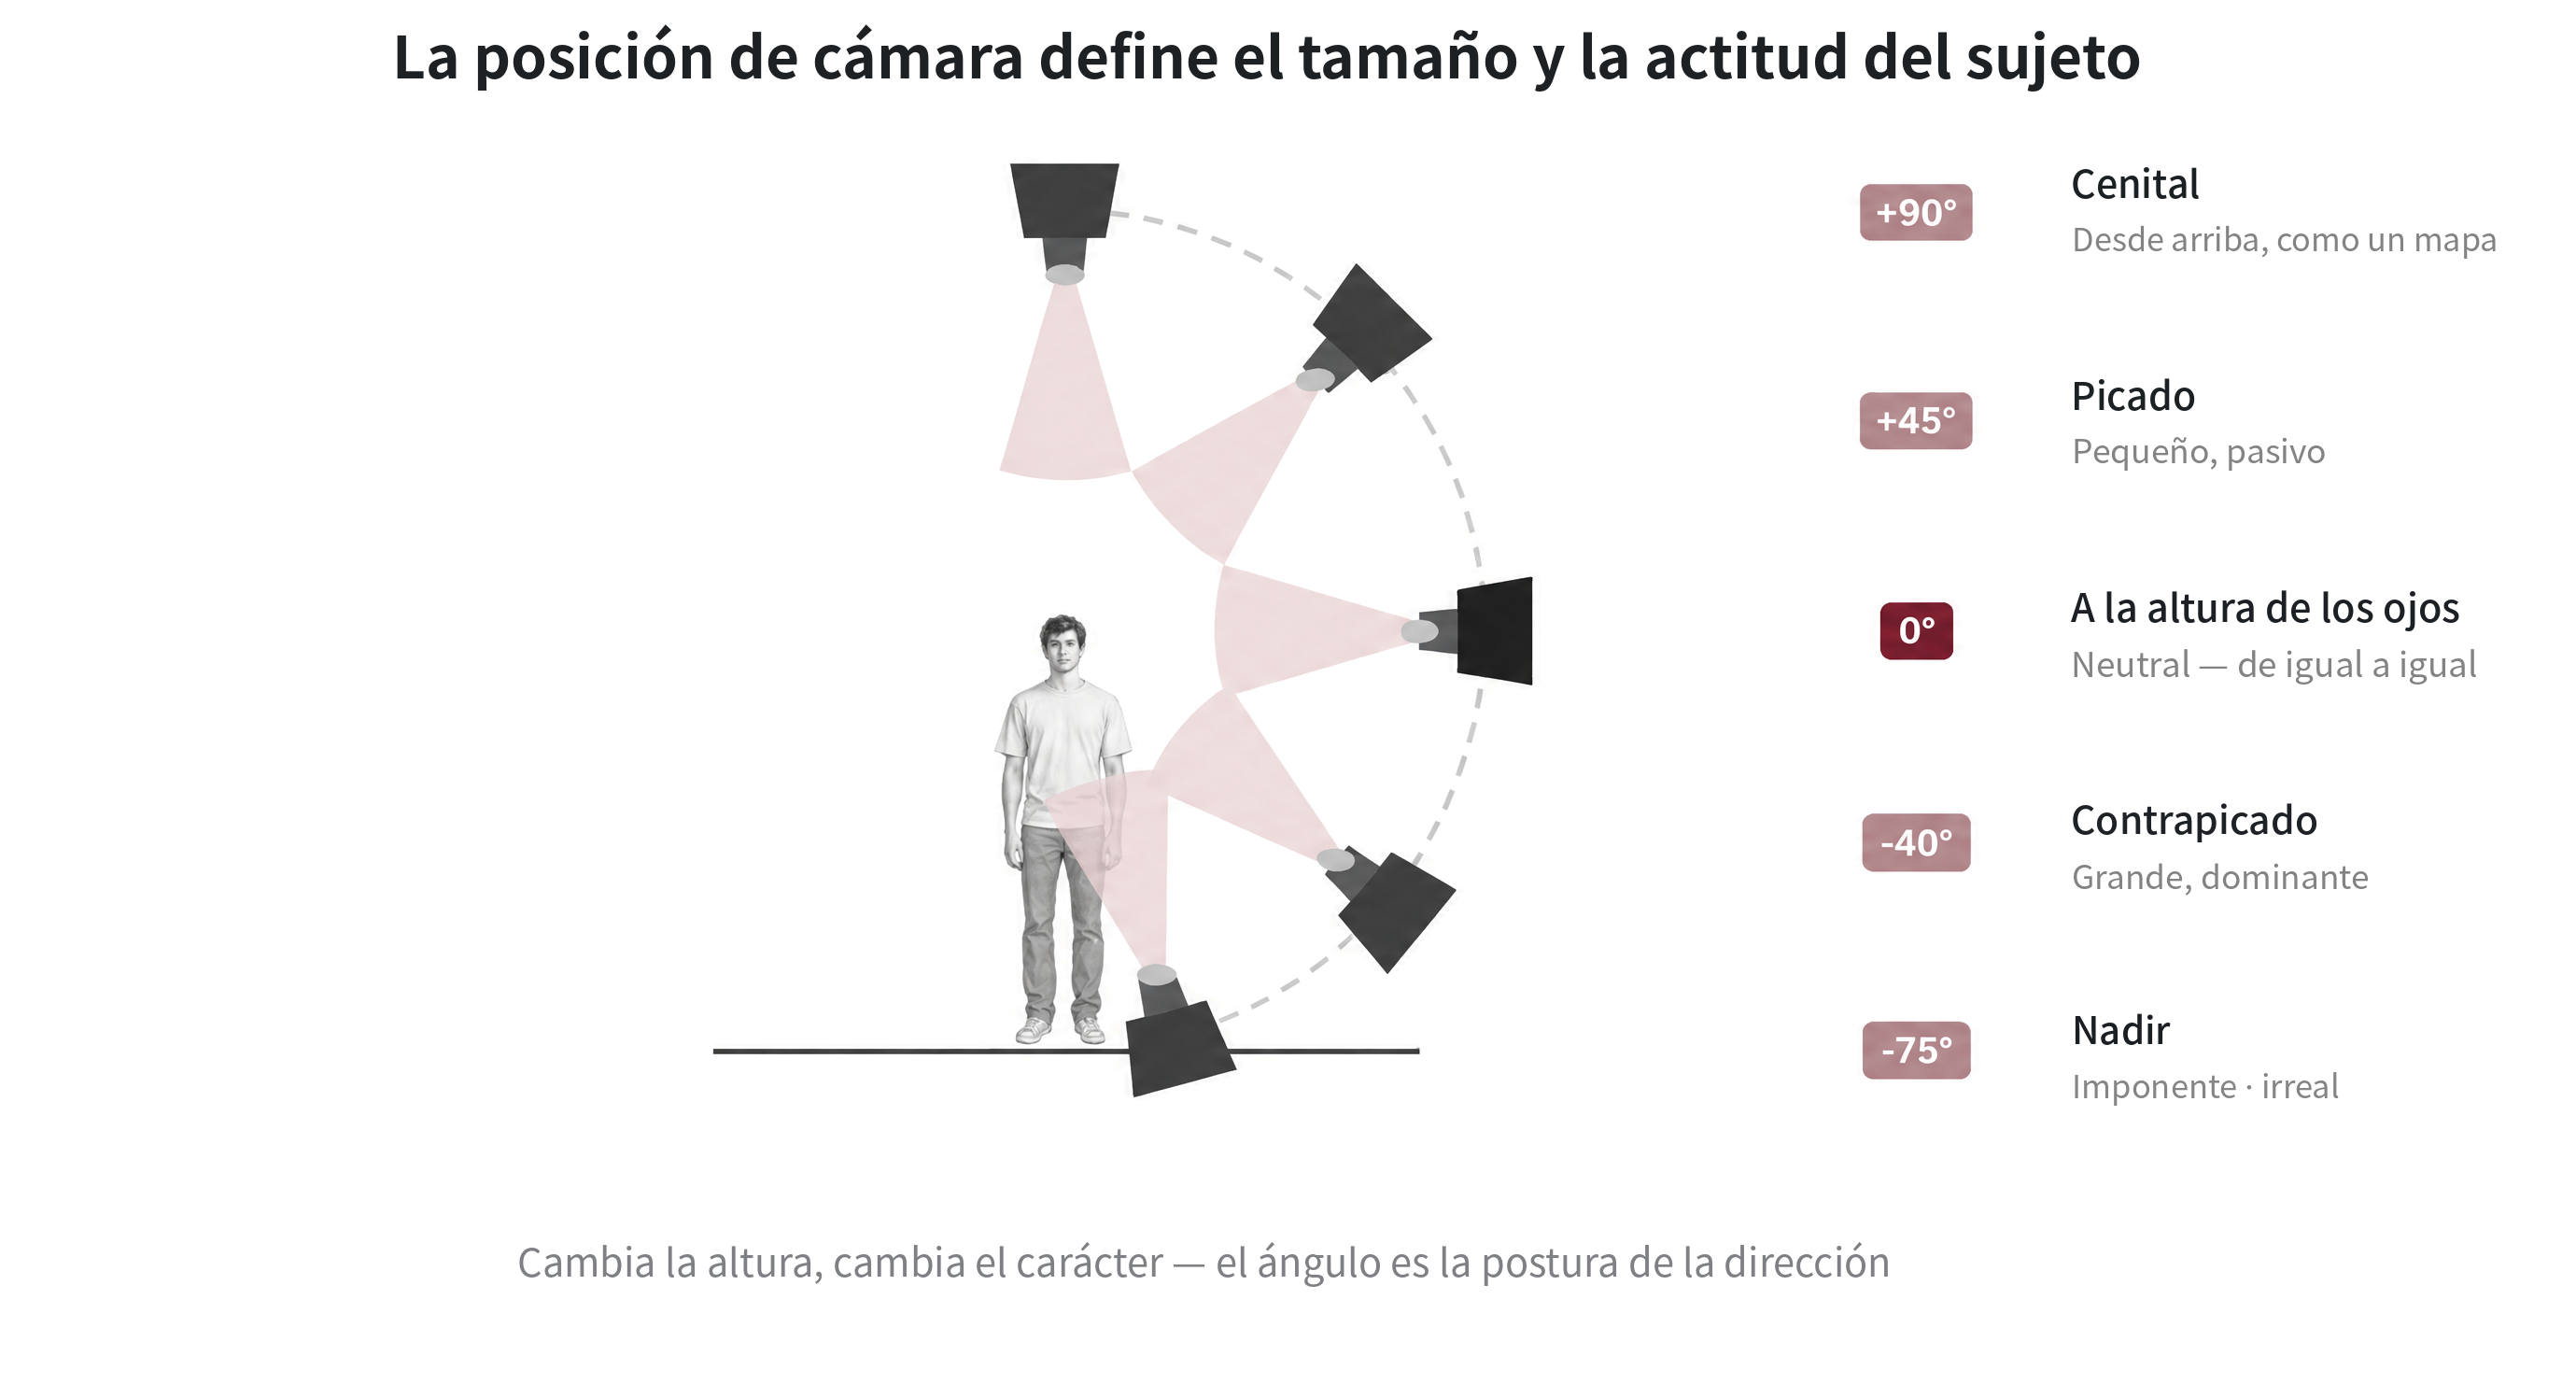 La posición de cámara define el tamaño y la actitud del sujeto
+90°
Cenital
Desde arriba, como un mapa
+45°
Picado
Pequeño, pasivo
0°
A la altura de los ojos
Neutral — de igual a igual
-40°
Contrapicado
Grande, dominante
-75°
Nadir
Imponente · irreal
Cambia la altura, cambia el carácter — el ángulo es la postura de la dirección